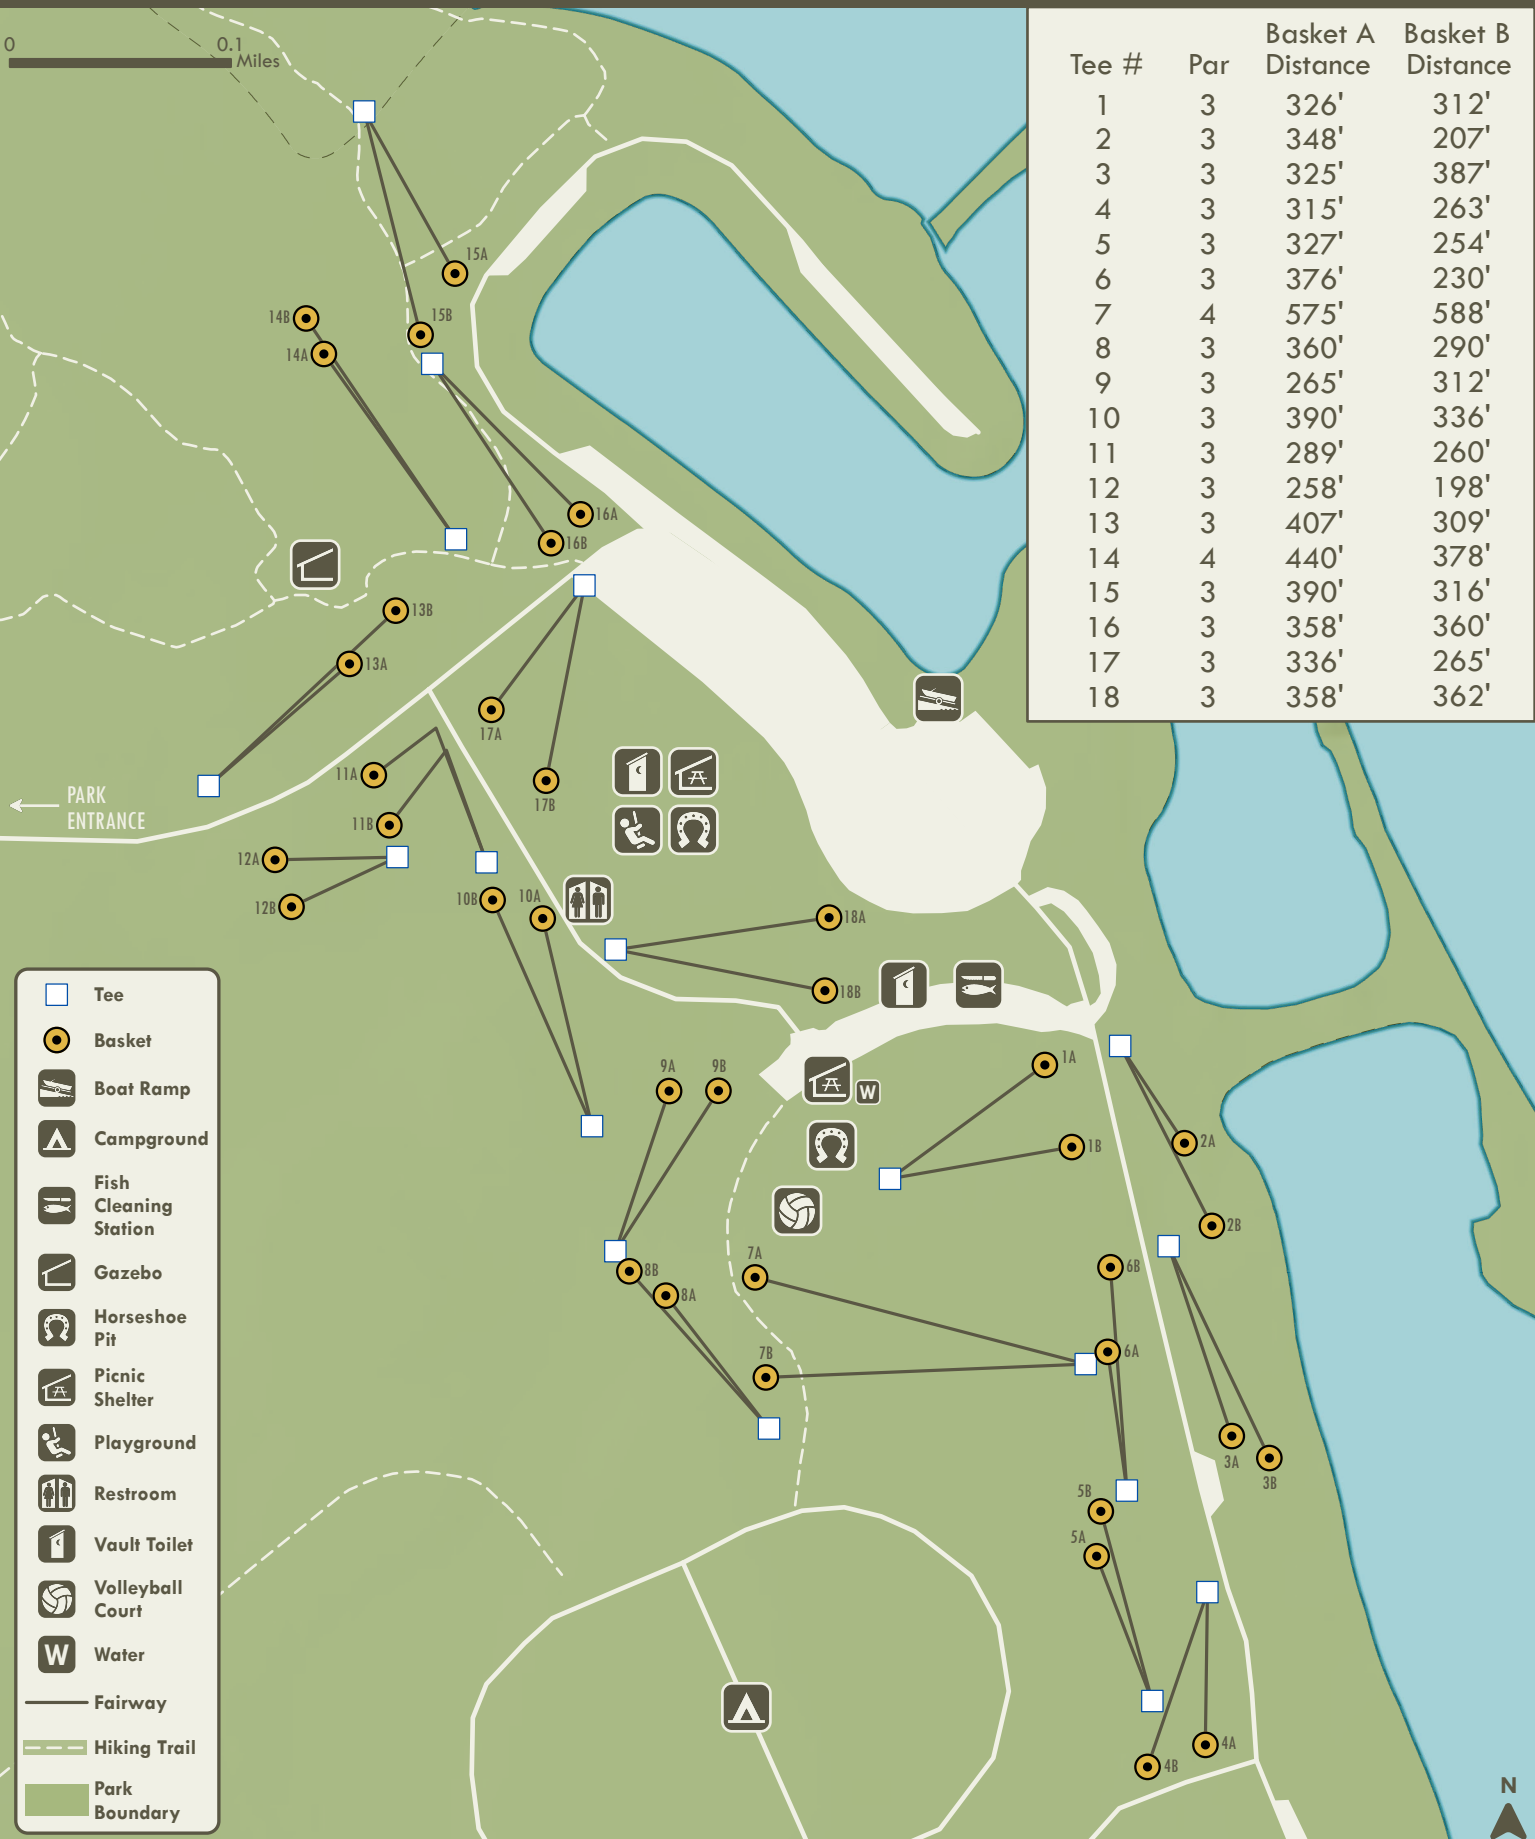 0 0.1
Miles
Tee # Par Basket A Distance Basket B Distance
1 3 326' 312'
2 3 348' 207'
3 3 325' 387'
4 3 315' 263'
5 3 327' 254'
6 3 376' 230'
7 4 575' 588'
8 3 360' 290'
9 3 265' 312'
10 3 390' 336'
11 3 289' 260'
12 3 258' 198'
13 3 407' 309'
14 4 440' 378'
15 3 390' 316'
16 3 358' 360'
17 3 336' 265'
18 3 358' 362'
15A
14B
15B
14A
16A
16B
13B
13A
17A
11A
17B
PARK
ENTRANCE
11B
12A
12B
10B
10A
18A
18B
9A
9B
1A
W
1B
2A
2B
7A
6B
8B
8A
7B
6A
3A
3B
5B
5A
4A
4B
N
Tee
Basket
Boat Ramp
Campground
Fish
Cleaning
Station
Gazebo
Horseshoe
Pit
Picnic
Shelter
Playground
Restroom
Vault Toilet
Volleyball
Court
W Water
Fairway
Hiking Trail
Park
Boundary